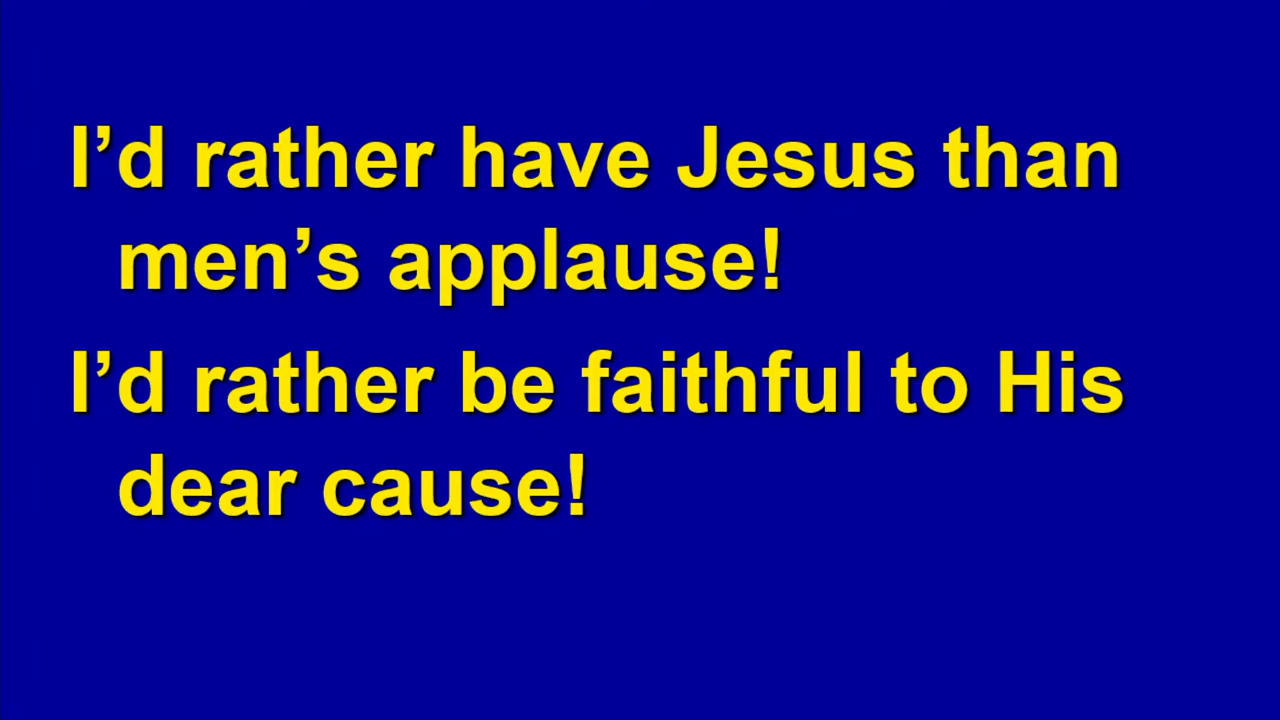 I’d rather have Jesus than
men’s applause!
I’d rather be faithful to His
dear cause!